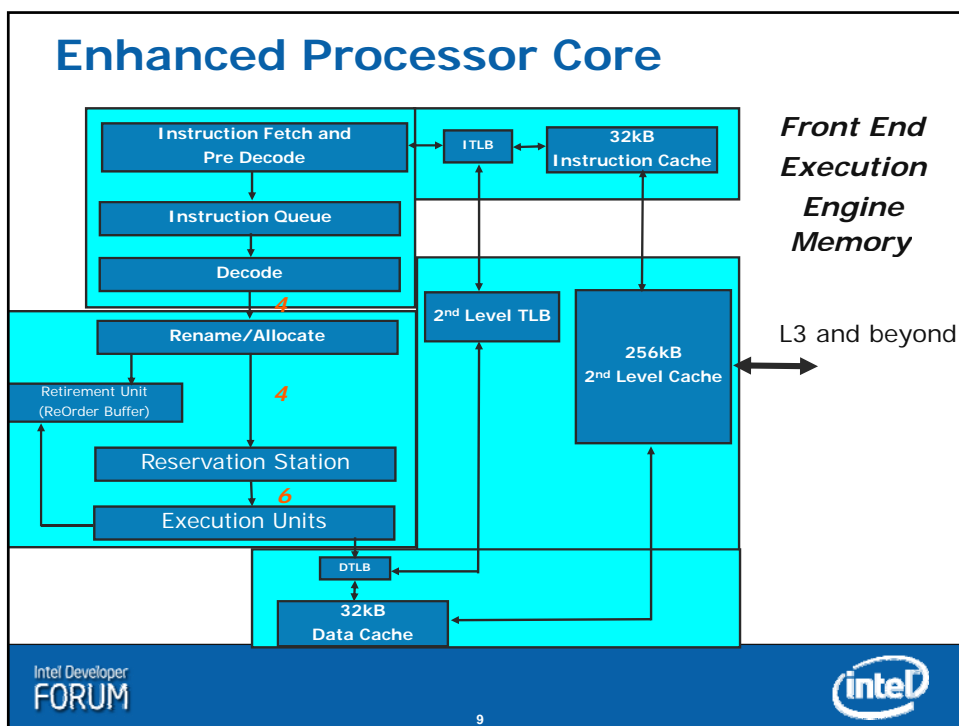 Enhanced Processor Core
Instruction Fetch and
Pre Decode
ITLB
32kB
Instruction Cache
Front End
Execution
Engine
Memory
Instruction Queue
Decode
4
2nd Level TLB
Rename/Allocate
256kB
2nd Level Cache
L3 and beyond
4
Retirement Unit
(ReOrder Buffer)
Reservation Station
6
Execution Units
DTLB
32kB
Data Cache
Intel Developer
FORUM
intel
9